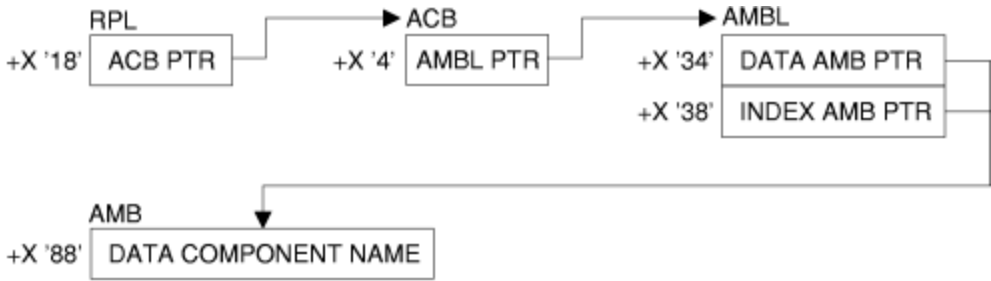 RPL
ACB
AMBL
+X '18' ACB PTR
+X '4' AMBL PTR
+X '34' DATA AMB PTR
+X '38' INDEX AMB PTR
AMB
+X '88' DATA COMPONENT NAME